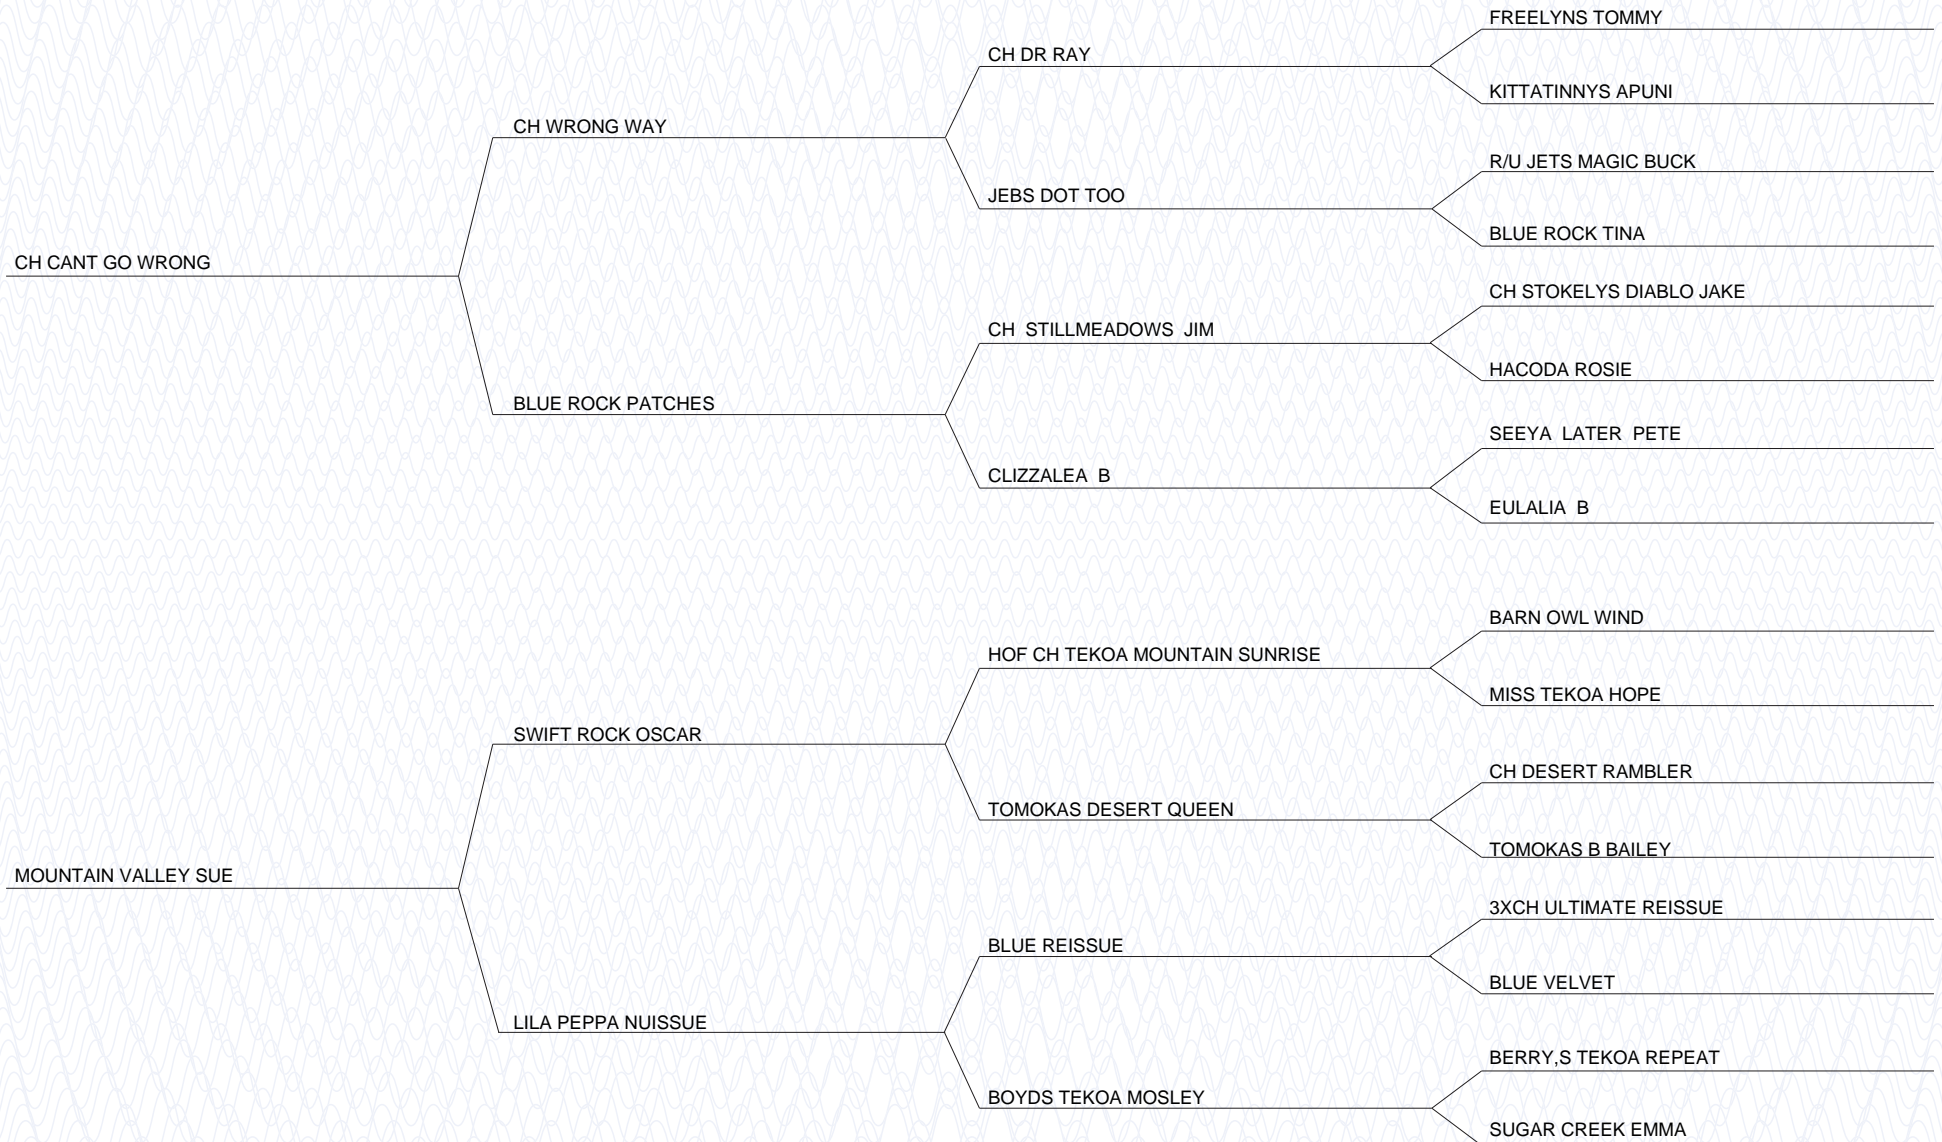 FREELYNS TOMMY
CH DR RAY
KITTATINNYS APUNI
CH WRONG WAY
R/U JETS MAGIC BUCK
JEBS DOT TOO
BLUE ROCK TINA
CH CANT GO WRONG
CH STOKELYS DIABLO JAKE
CH  STILLMEADOWS  JIM
HACODA ROSIE
BLUE ROCK PATCHES
SEEYA  LATER  PETE
CLIZZALEA  B
EULALIA  B
BARN OWL WIND
HOF CH TEKOA MOUNTAIN SUNRISE
MISS TEKOA HOPE
SWIFT ROCK OSCAR
CH DESERT RAMBLER
TOMOKAS DESERT QUEEN
TOMOKAS B BAILEY
MOUNTAIN VALLEY SUE
3XCH ULTIMATE REISSUE
BLUE REISSUE
BLUE VELVET
LILA PEPPA NUISSUE
BERRY,S TEKOA REPEAT
BOYDS TEKOA MOSLEY
SUGAR CREEK EMMA